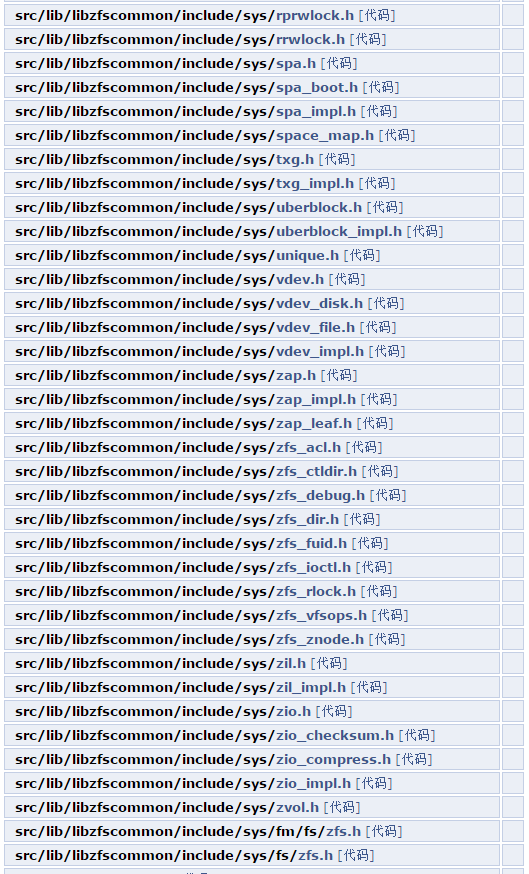 src/lib/libzfscommon/include/sys/rprwlock.h [代码]
src/lib/libzfscommon/include/sys/rrwlock.h [代码]
src/lib/libzfscommon/include/sys/spa.h [代码]
src/lib/libzfscommon/include/sys/spa_boot.h [代码]
src/lib/libzfscommon/include/sys/spa_impl.h [代码]
src/lib/libzfscommon/include/sys/space_map.h [代码]
src/lib/libzfscommon/include/sys/txg.h [代码]
src/lib/libzfscommon/include/sys/txg_impl.h [代码]
src/lib/libzfscommon/include/sys/uberblock.h [代码]
src/lib/libzfscommon/include/sys/uberblock_impl.h [代码]
src/lib/libzfscommon/include/sys/unique.h [代码]
src/lib/libzfscommon/include/sys/vdev.h [代码]
src/lib/libzfscommon/include/sys/vdev_disk.h [代码]
src/lib/libzfscommon/include/sys/vdev_file.h [代码]
src/lib/libzfscommon/include/sys/vdev_impl.h [代码]
src/lib/libzfscommon/include/sys/zap.h [代码]
src/lib/libzfscommon/include/sys/zap_impl.h [代码]
src/lib/libzfscommon/include/sys/zap_leaf.h [代码]
src/lib/libzfscommon/include/sys/zfs_acl.h [代码]
src/lib/libzfscommon/include/sys/zfs_ctldir.h [代码]
src/lib/libzfscommon/include/sys/zfs_debug.h [代码]
src/lib/libzfscommon/include/sys/zfs_dir.h [代码]
src/lib/libzfscommon/include/sys/zfs_fuid.h [代码]
src/lib/libzfscommon/include/sys/zfs_ioctl.h [代码]
src/lib/libzfscommon/include/sys/zfs_rlock.h [代码]
src/lib/libzfscommon/include/sys/zfs_vfsops.h [代码]
src/lib/libzfscommon/include/sys/zfs_znode.h [代码]
src/lib/libzfscommon/include/sys/zil.h [代码]
src/lib/libzfscommon/include/sys/zil_impl.h [代码]
src/lib/libzfscommon/include/sys/zio.h [代码]
src/lib/libzfscommon/include/sys/zio_checksum.h [代码]
src/lib/libzfscommon/include/sys/zio_compress.h [代码]
src/lib/libzfscommon/include/sys/zio_impl.h [代码]
src/lib/libzfscommon/include/sys/zvol.h [代码]
src/lib/libzfscommon/include/sys/fm/fs/zfs.h [代码]
src/lib/libzfscommon/include/sys/fs/zfs.h [代码]